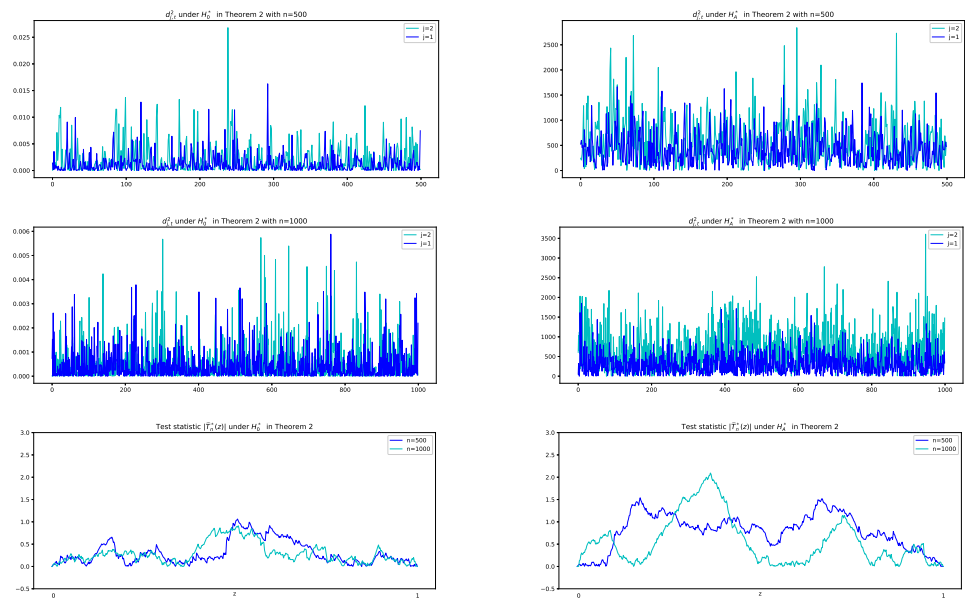 d²_{j,t} under H₀⁺ in Theorem 2 with n=500
0.025
0.020
0.015
0.010
0.005
0.000
0 100 200 300 400 500
j=2
j=1
d²_{j,t} under H_A⁺ in Theorem 2 with n=500
2500
2000
1500
1000
500
0
0 100 200 300 400 500
j=2
j=1
d²_{j,t} under H₀⁺ in Theorem 2 with n=1000
0.006
0.005
0.004
0.003
0.002
0.001
0.000
0 200 400 600 800 1000
j=2
j=1
d²_{j,t} under H_A⁺ in Theorem 2 with n=1000
3500
3000
2500
2000
1500
1000
500
0
0 200 400 600 800 1000
j=2
j=1
Test statistic |T̃ₙ⁺(z)| under H₀⁺ in Theorem 2
3.0
2.5
2.0
1.5
1.0
0.5
0.0
−0.5
0 z 1
n=500
n=1000
Test statistic |T̃ₙ⁺(z)| under H_A⁺ in Theorem 2
3.0
2.5
2.0
1.5
1.0
0.5
0.0
−0.5
0 z 1
n=500
n=1000